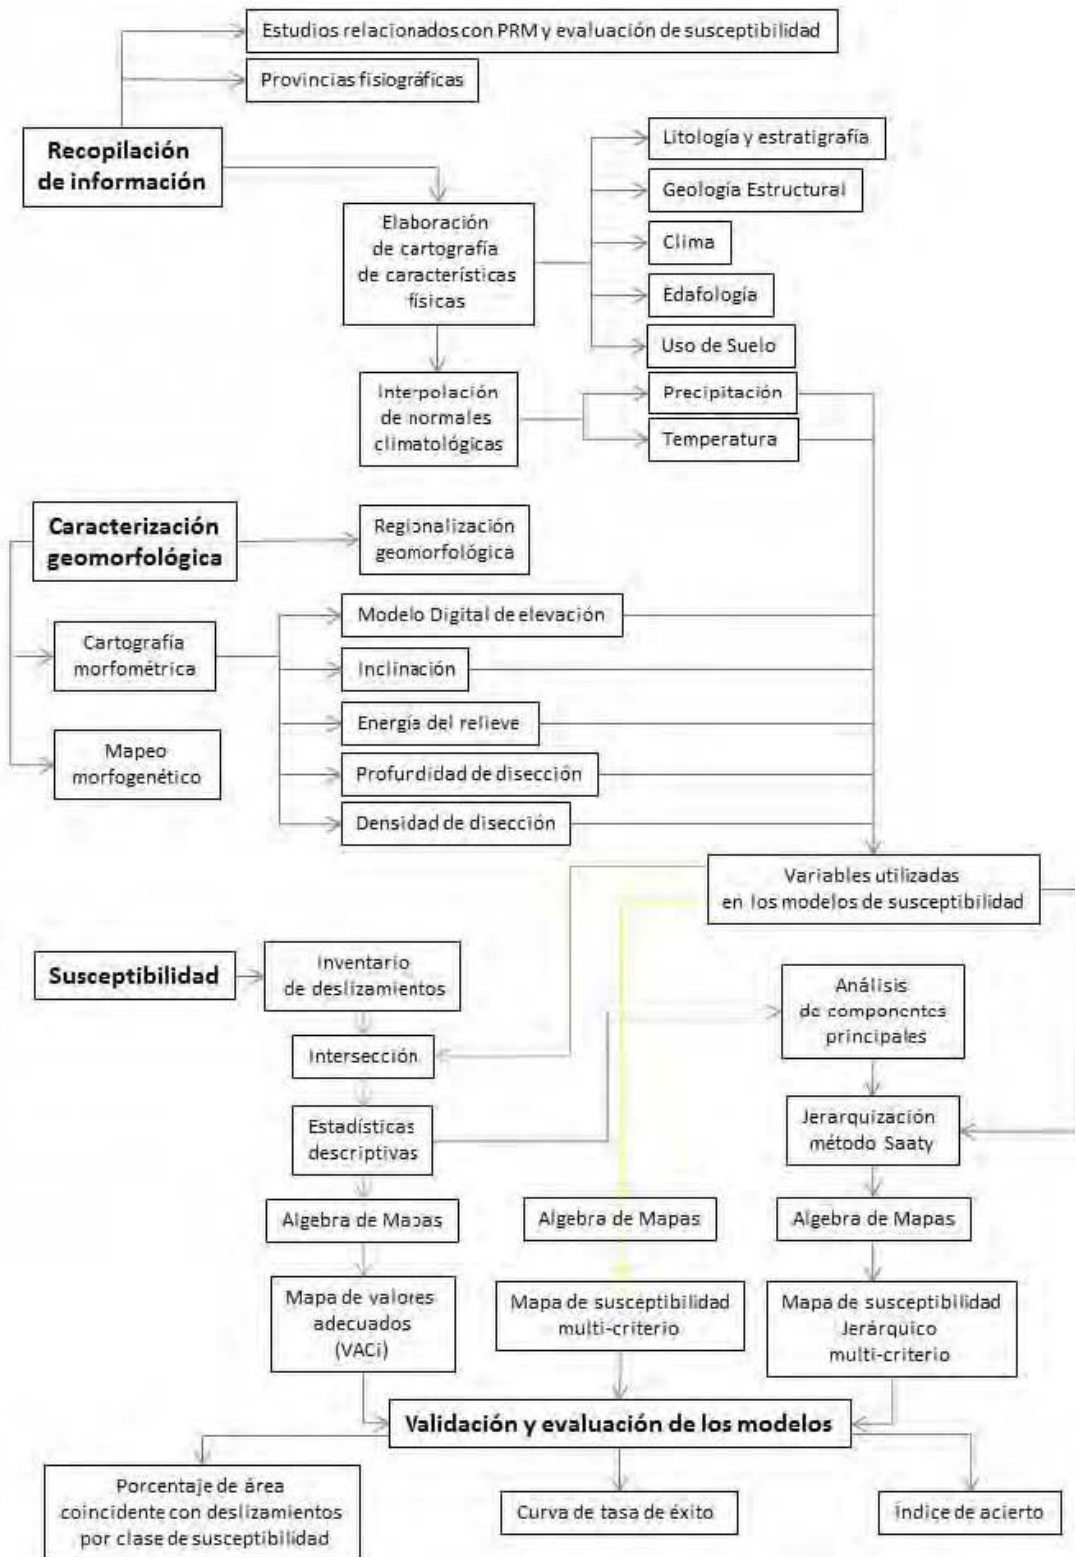 Estudios relacionados con PRM y evaluación de susceptibilidad
Provincias fisiográficas
Recopilación
de información
Litología y estratigrafía
Geología Estructural
Clima
Edafología
Uso de Suelo
Elaboración
de cartografía
de características
físicas
Interpolación
de normales
climatológicas
Precipitación
Temperatura
Caracterización
geomorfológica
Regionalización
geomorfológica
Cartografía
morfométrica
Mapeo
morfogenético
Modelo Digital de elevación
Inclinación
Energía del relieve
Profundidad de disección
Densidad de disección
Variables utilizadas
en los modelos de susceptibilidad
Susceptibilidad
Inventario
de deslizamientos
Intersección
Estadísticas
descriptivas
Algebra de Mapas
Mapa de valores
adecuados
(VACi)
Algebra de Mapas
Mapa de susceptibilidad
multi-criterio
Análisis
de componentes
principales
Jerarquización
método Saaty
Algebra de Mapas
Mapa de susceptibilidad
Jerárquico
multi-criterio
Validación y evaluación de los modelos
Porcentaje de área
coincidente con deslizamientos
por clase de susceptibilidad
Curva de tasa de éxito
Índice de acierto